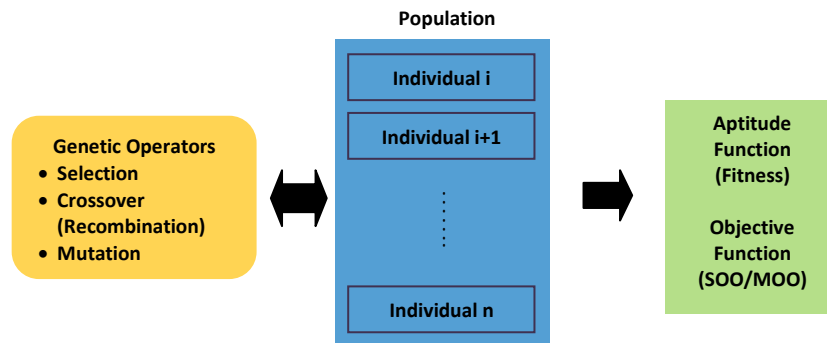 Population
Individual i
Individual i+1
Individual n
Genetic Operators
• Selection
• Crossover
(Recombination)
• Mutation
Aptitude
Function
(Fitness)
Objective
Function
(SOO/MOO)